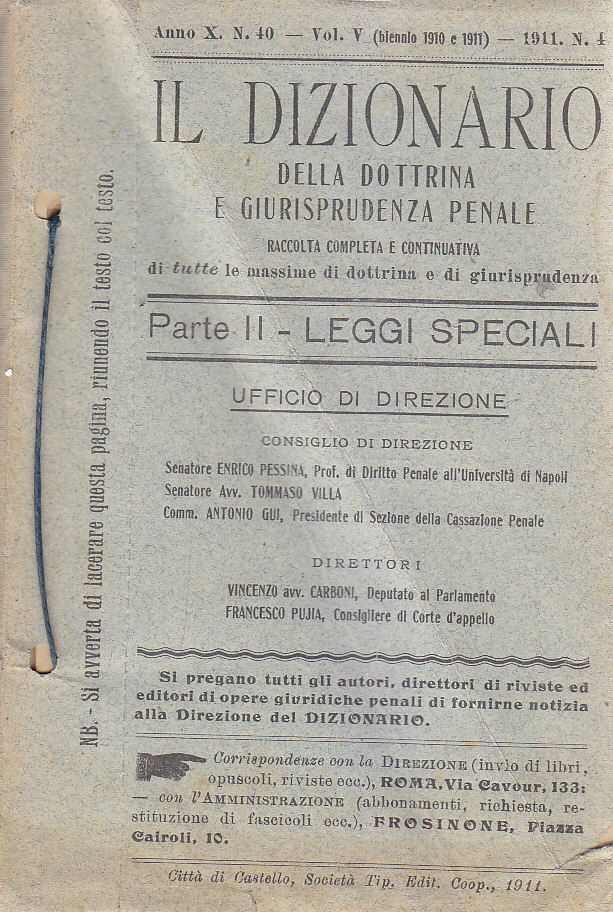 Anno X. N. 40 — Vol. V (biennio 1910 e 1911) — 1911. N. 4
IL DIZIONARIO
DELLA DOTTRINA
E GIURISPRUDENZA PENALE
RACCOLTA COMPLETA E CONTINUATIVA
di tutte le massime di dottrina e di giurisprudenza
Parte II - LEGGI SPECIALI
UFFICIO DI DIREZIONE
CONSIGLIO DI DIREZIONE
Senatore ENRICO PESSINA, Prof. di Diritto Penale all'Università di Napoli
Senatore Avv. TOMMASO VILLA
Comm. ANTONIO GUI, Presidente di Sezione della Cassazione Penale
DIRETTORI
VINCENZO avv. CARBONI, Deputato al Parlamento
FRANCESCO PUJIA, Consigliere di Corte d'appello
Si pregano tutti gli autori, direttori di riviste ed
editori di opere giuridiche penali di fornirne notizia
alla Direzione del DIZIONARIO.
Corrispondenze con la DIREZIONE (invio di libri,
opuscoli, riviste ecc.), ROMA, Via Cavour, 133:
— con l'AMMINISTRAZIONE (abbonamenti, richiesta, re-
stituzione di fascicoli ecc.), FROSINONE, Piazza
Cairoli, 10.
Città di Castello, Società Tip. Edit. Coop., 1911.
NB. - Si avverta di lacerare questa pagina, riunendo il testo col testo.